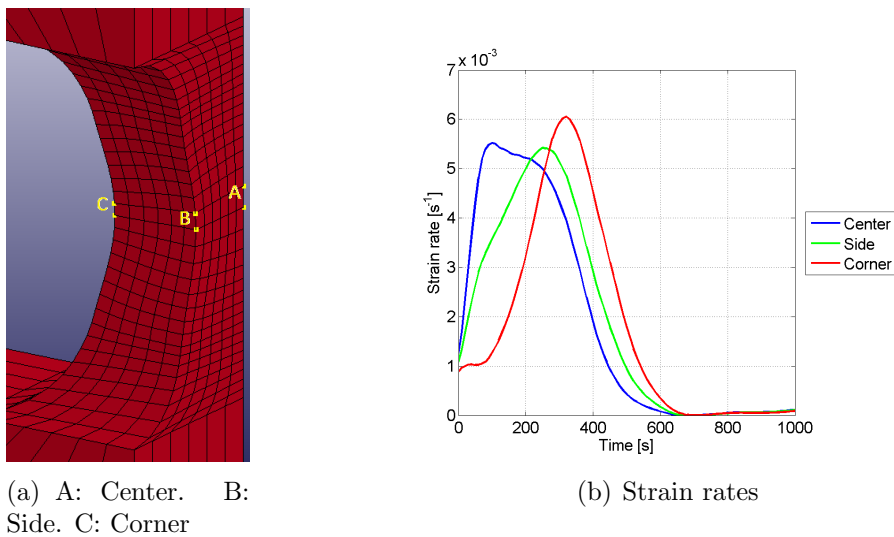 C
B
A
7
× 10⁻³
6
5
4
3
2
1
0
0
200
400
600
800
1000
Strain rate [s⁻¹]
Time [s]
Center
Side
Corner
(a) A: Center. B:
Side. C: Corner
(b) Strain rates